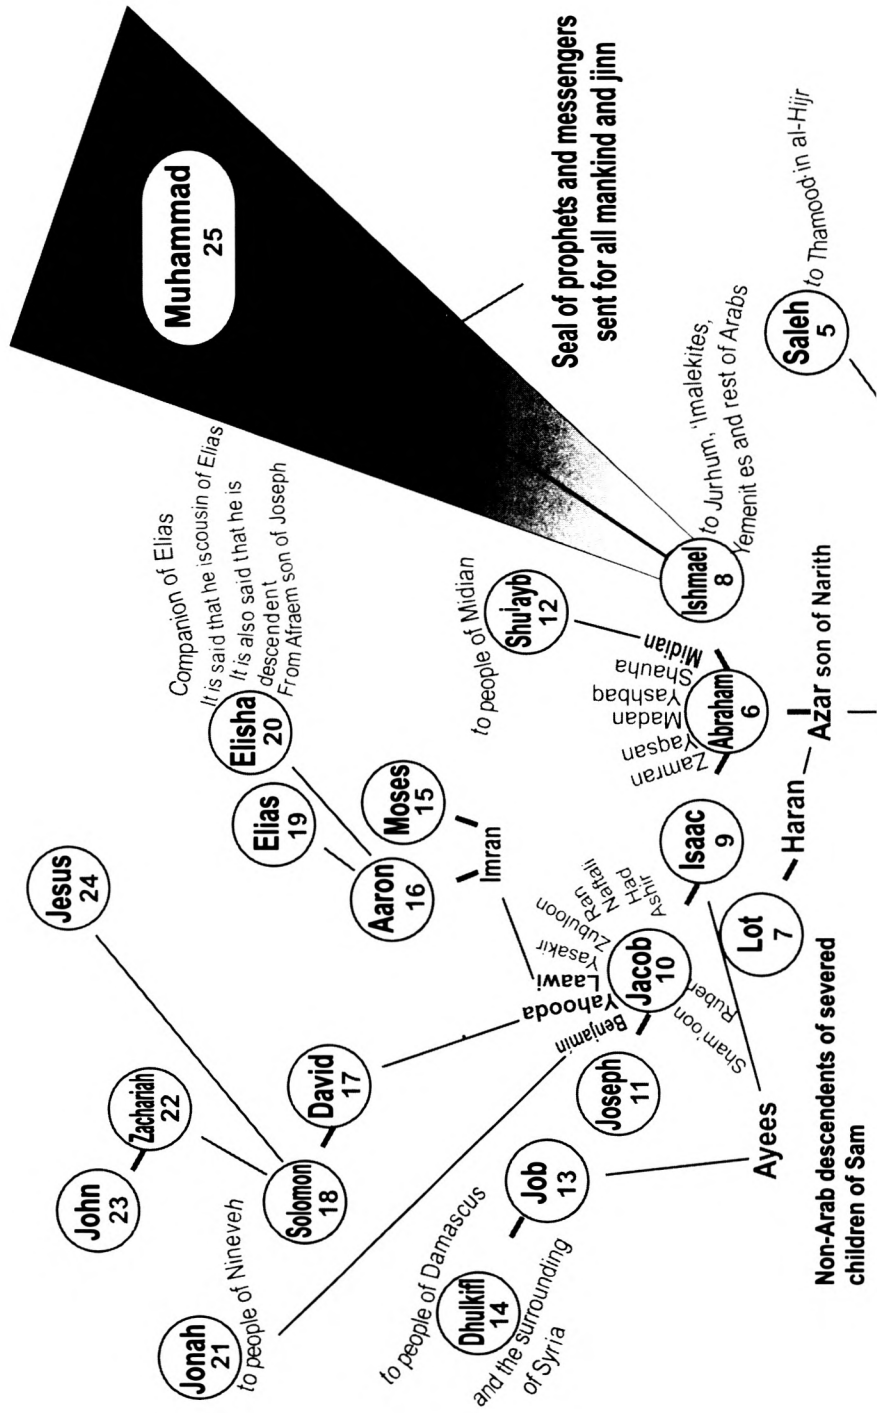 Muhammad
25
Seal of prophets and messengers
sent for all mankind and jinn
Saleh
5
to Thamood in al-Hijr
Companion of Elias
It is said that he iscousin of Elias
It is also said that he is
descendent
From Afraem son of Joseph
Elisha
20
Elias
19
Moses
15
Aaron
16
Imran
to people of Midian
Shu'ayb
12
Ishmael
8
to Jurhum, 'Imalekites,
Yemenit es and rest of Arabs
Midian
Shauha
Yashbaq
Madan
Yaqsan
Zamran
Abraham
6
Azar son of Narith
Haran
Lot
7
Isaac
9
Jesus
24
John
23
Zachariah
22
Solomon
18
David
17
Jonah
21
to people of Nineveh
Ashir
Had
Naftali
Ran
Zubuloon
Yasakir
Laawi
Yahooda
Benjamin
Jacob
10
Ruben
Sham'oon
Joseph
11
Job
13
Dhulkifl
14
to people of Damascus
and the surrounding
of Syria
Ayees
Non-Arab descendents of severed
children of Sam